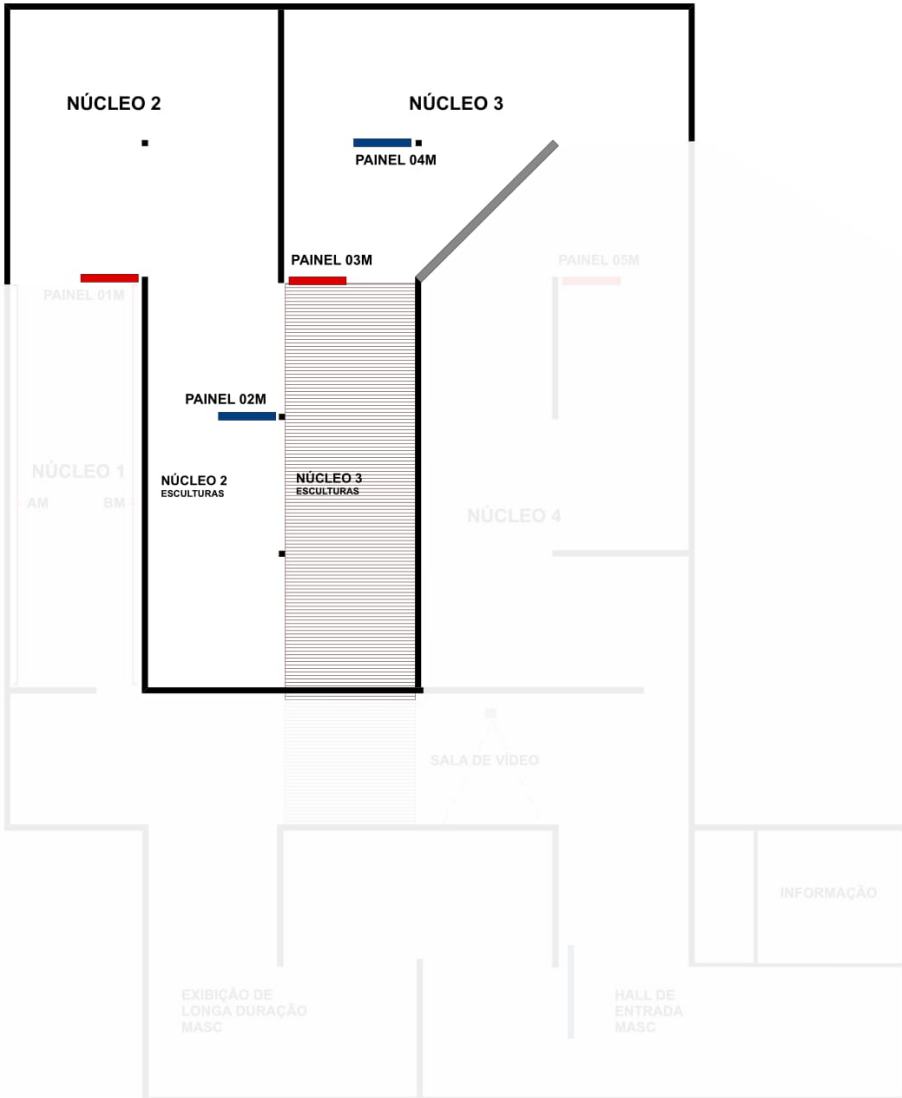 NÚCLEO 2
NÚCLEO 3
PAINEL 04M
PAINEL 03M
PAINEL 05M
PAINEL 01M
PAINEL 02M
NÚCLEO 1
NÚCLEO 2
ESCULTURAS
NÚCLEO 3
ESCULTURAS
AM
BM
NÚCLEO 4
SALA DE VÍDEO
INFORMAÇÃO
EXIBIÇÃO DE
LONGA DURAÇÃO
MASC
HALL DE
ENTRADA
MASC